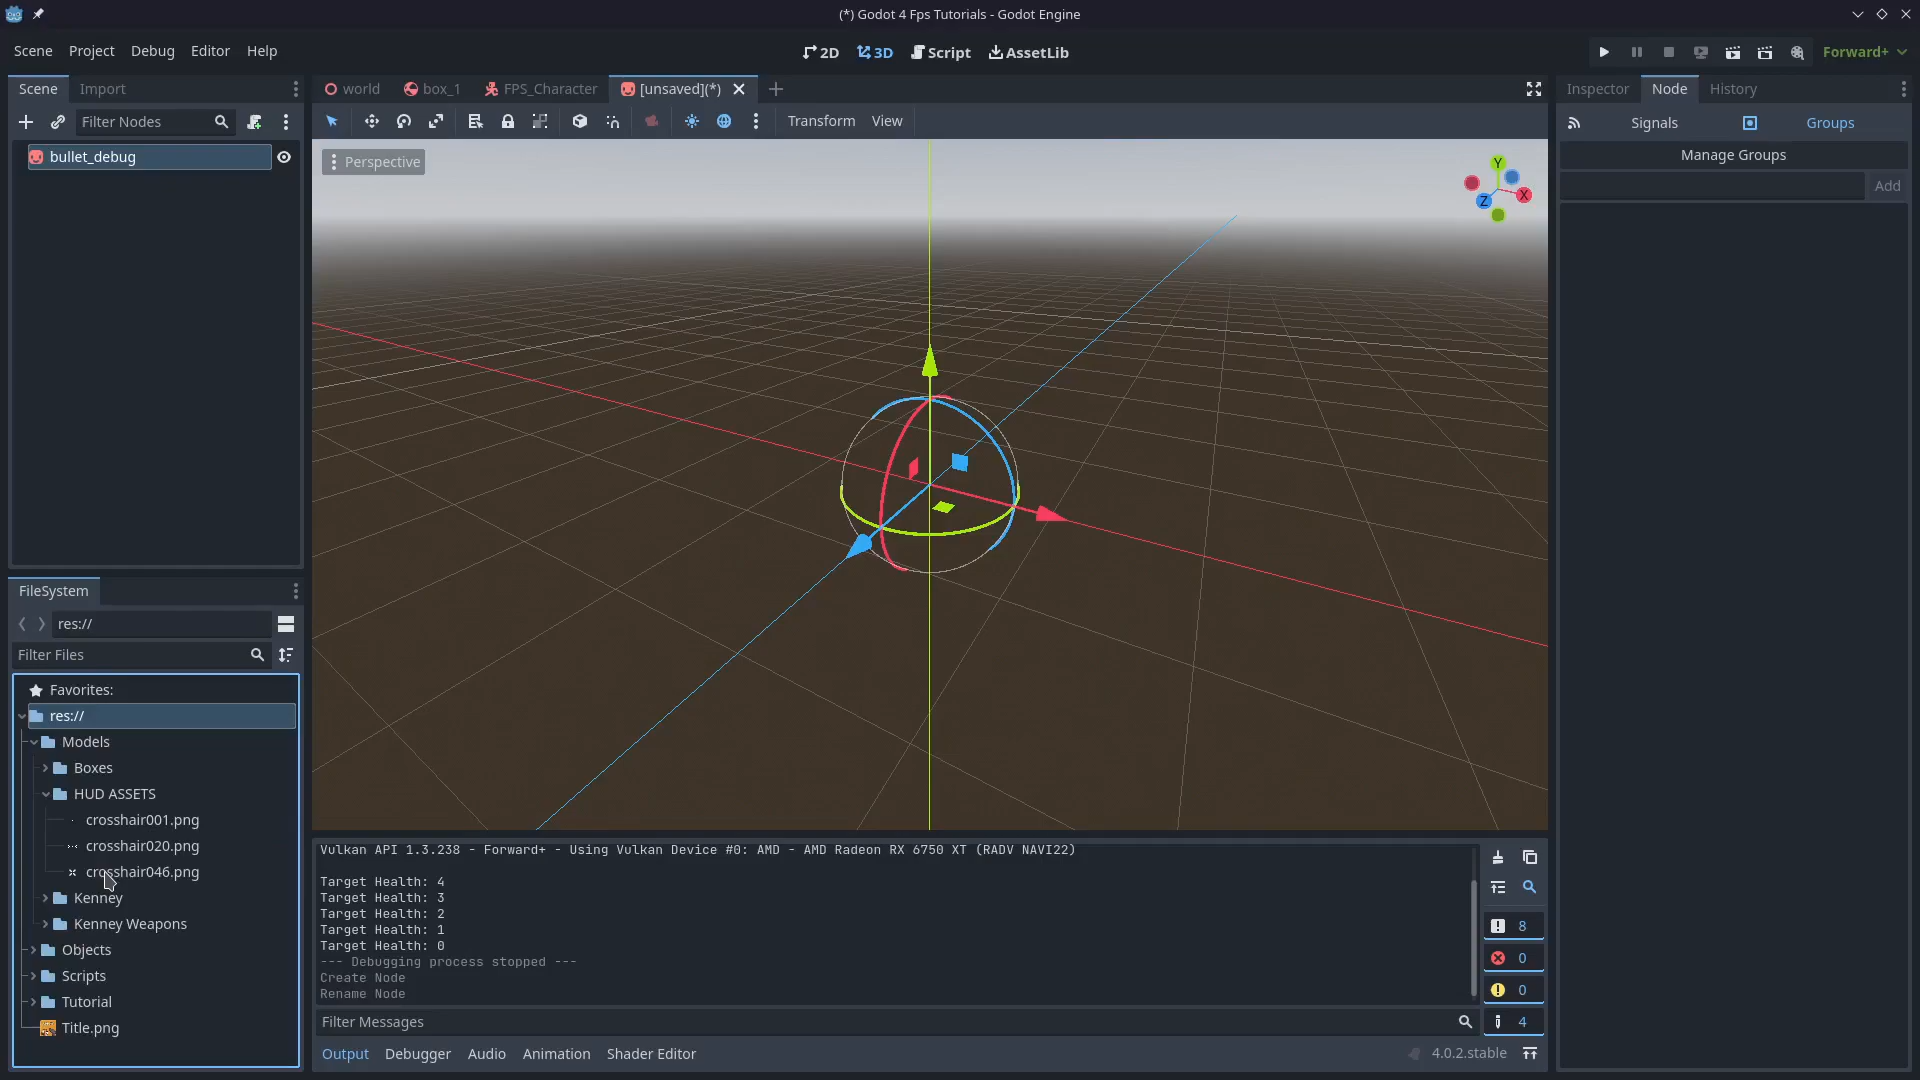 (*) Godot 4 Fps Tutorials - Godot Engine
Scene Project Debug Editor Help
2D 3D Script AssetLib
Forward+
Scene Import
world box_1 FPS_Character [unsaved](*)
Inspector Node History
Filter Nodes
Transform View
Signals Groups
bullet_debug
Perspective
Manage Groups
Add
Y
X
Z
FileSystem
res://
Filter Files
Favorites:
res://
Models
Boxes
HUD ASSETS
crosshair001.png
crosshair020.png
crosshair046.png
Kenney
Kenney Weapons
Objects
Scripts
Tutorial
Title.png
Vulkan API 1.3.238 - Forward+ - Using Vulkan Device #0: AMD - AMD Radeon RX 6750 XT (RADV NAVI22)
Target Health: 4
Target Health: 3
Target Health: 2
Target Health: 1
Target Health: 0
--- Debugging process stopped ---
Create Node
Rename Node
8
0
0
4
Filter Messages
Output Debugger Audio Animation Shader Editor
4.0.2.stable